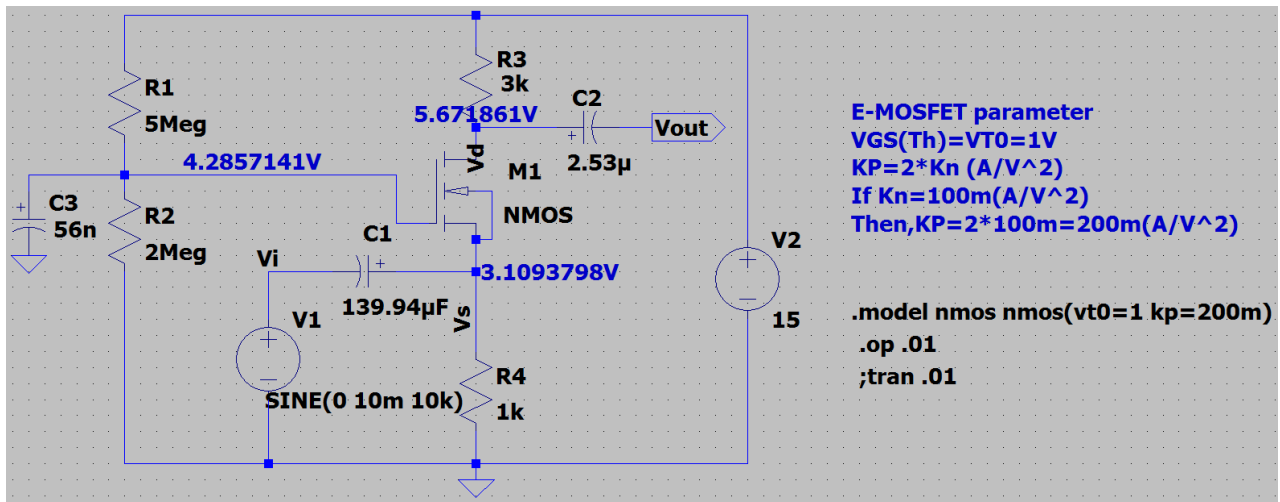 R1
5Meg
4.2857141V
C3
56n
R2
2Meg
Vi
C1
139.94µF
V1
SINE(0 10m 10k)
R3
3k
5.671861V
C2
2.53µ
Vout
Vd
M1
NMOS
3.1093798V
Vs
R4
1k
V2
15
E-MOSFET parameter
VGS(Th)=VT0=1V
KP=2*Kn (A/V^2)
If Kn=100m(A/V^2)
Then,KP=2*100m=200m(A/V^2)
.model nmos nmos(vt0=1 kp=200m)
.op .01
;tran .01